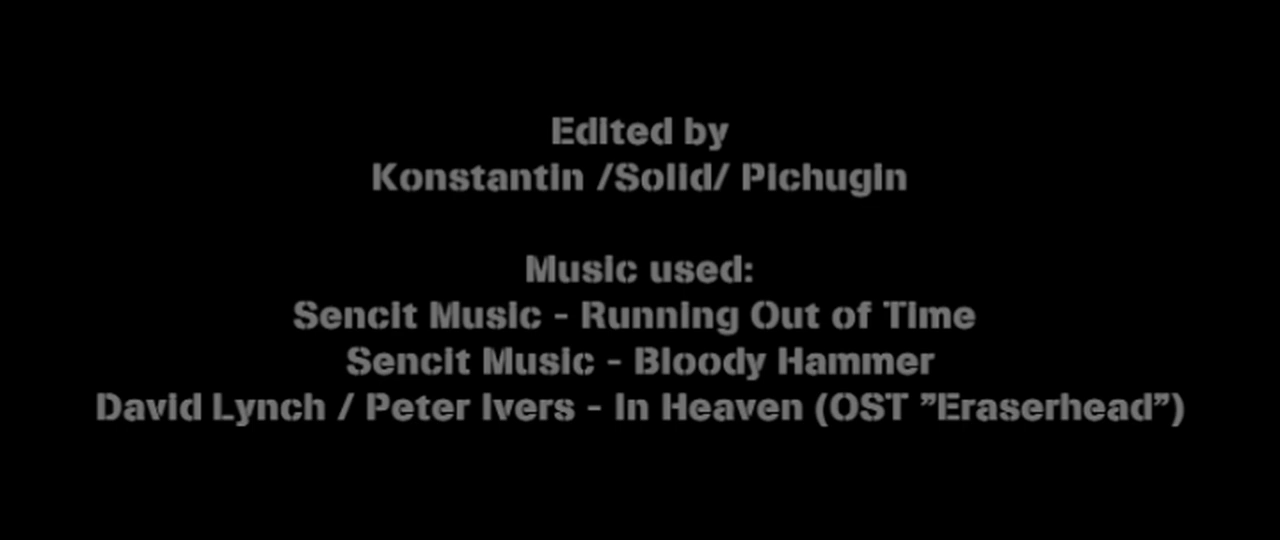 Edited by
Konstantin /Solid/ Pichugin
Music used:
Sencit Music - Running Out of Time
Sencit Music - Bloody Hammer
David Lynch / Peter Ivers - In Heaven (OST ”Eraserhead”)